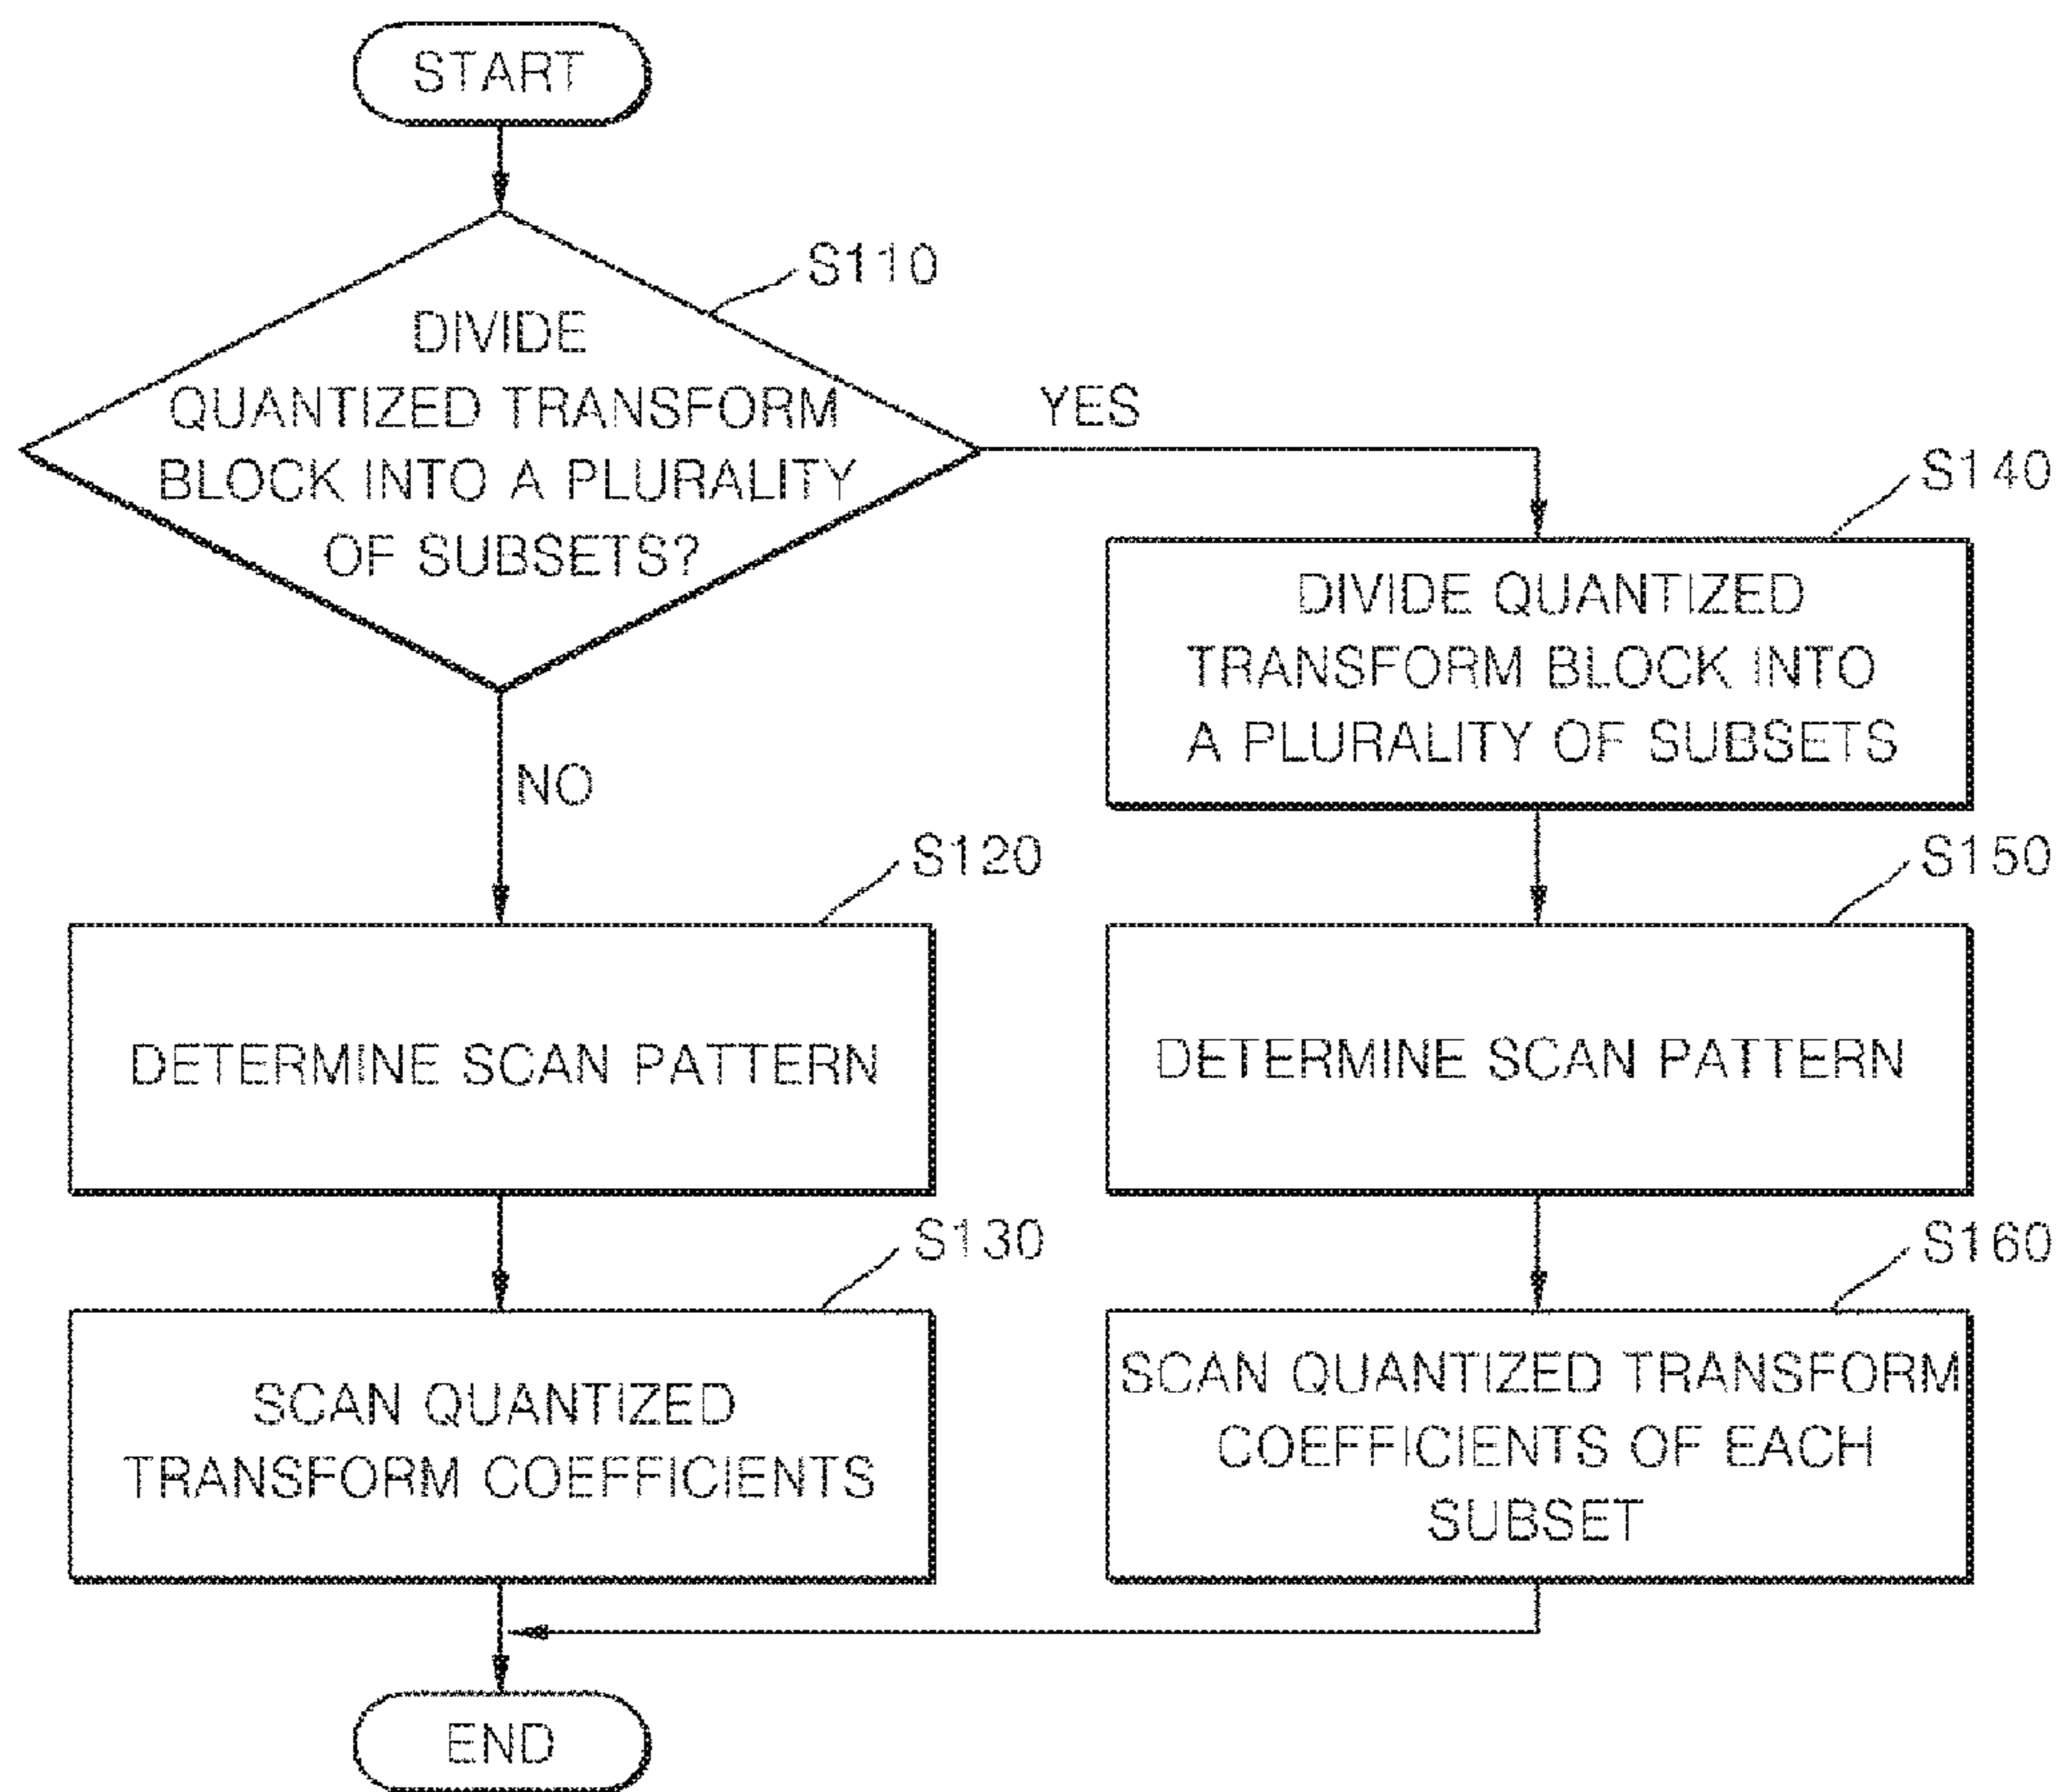 START
S110
DIVIDE
QUANTIZED TRANSFORM
BLOCK INTO A PLURALITY
OF SUBSETS?
YES
NO
S140
DIVIDE QUANTIZED
TRANSFORM BLOCK INTO
A PLURALITY OF SUBSETS
S120
DETERMINE SCAN PATTERN
S150
DETERMINE SCAN PATTERN
S130
SCAN QUANTIZED
TRANSFORM COEFFICIENTS
S160
SCAN QUANTIZED TRANSFORM
COEFFICIENTS OF EACH
SUBSET
END